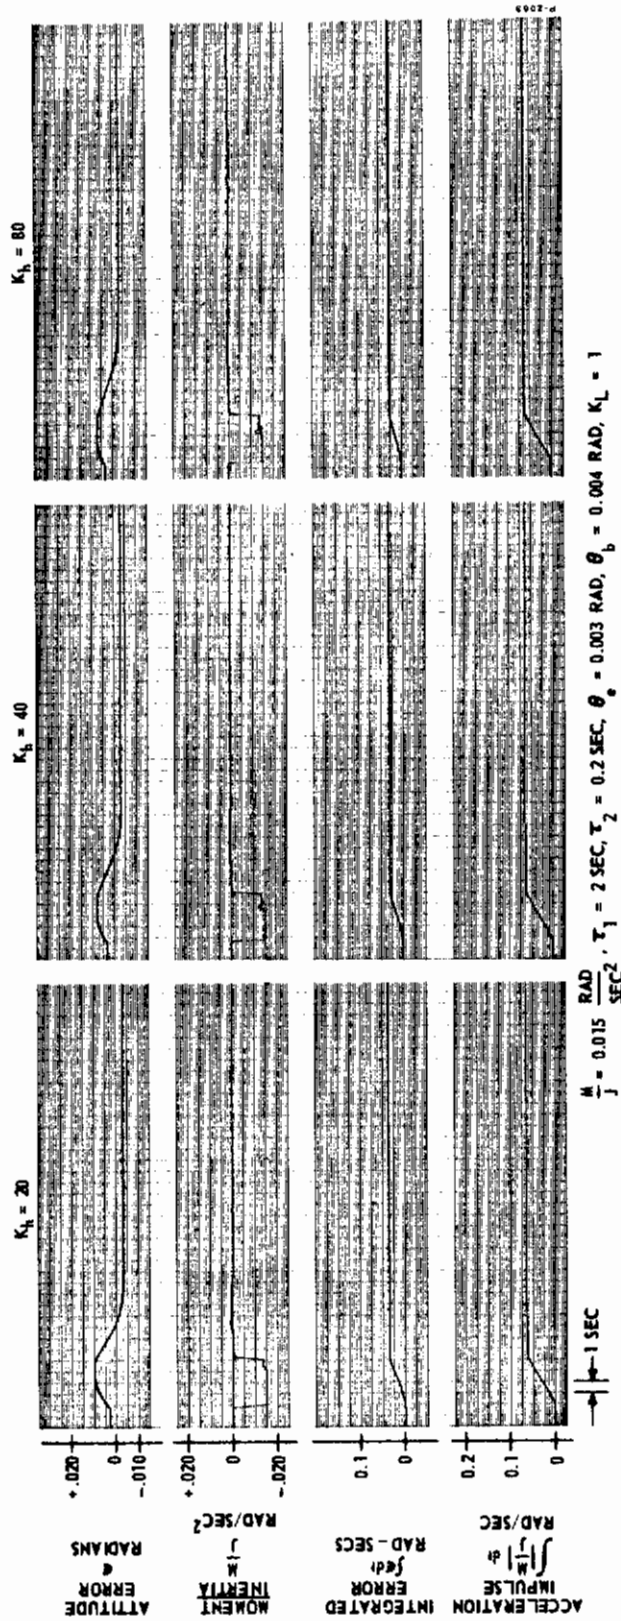 K_h = 20
K_h = 40
K_h = 80
ATTITUDE
ERROR
ϵ
RADIANS
+.020
0
-.010
MOMENT
INERTIA
M/J
RAD/SEC²
+.020
0
-.020
INTEGRATED
ERROR
∫ϵdt
RAD-SECS
0.1
0
ACCELERATION
IMPULSE
∫|M/J| dt
RAD/SEC
0.2
0.1
0
1 SEC
M/J = 0.015 RAD/SEC², τ_1 = 2 SEC, τ_2 = 0.2 SEC, θ_e = 0.003 RAD, θ_b = 0.004 RAD, K_L = 1
P-2063